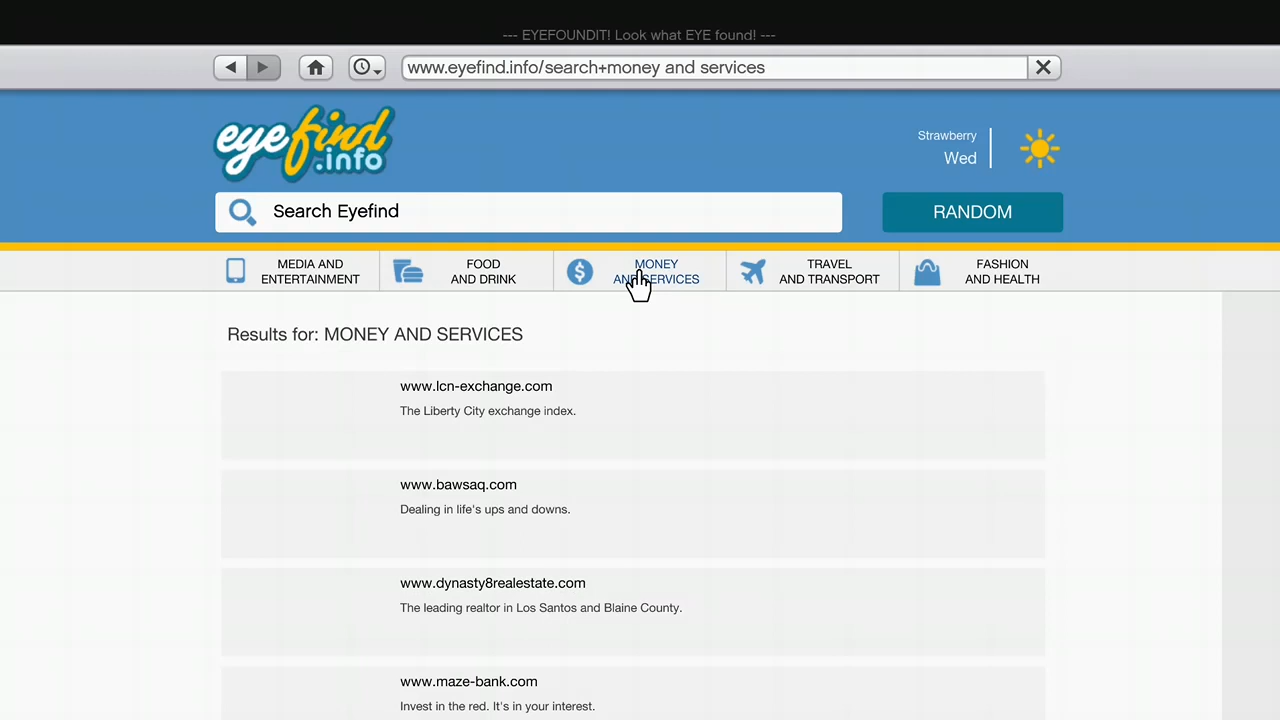 --- EYEFOUNDIT! Look what EYE found! ---
www.eyefind.info/search+money and services
eyefind
.info
Strawberry
Wed
Search Eyefind
RANDOM
MEDIA AND
ENTERTAINMENT
FOOD
AND DRINK
MONEY
AND SERVICES
TRAVEL
AND TRANSPORT
FASHION
AND HEALTH
Results for: MONEY AND SERVICES
www.lcn-exchange.com
The Liberty City exchange index.
www.bawsaq.com
Dealing in life's ups and downs.
www.dynasty8realestate.com
The leading realtor in Los Santos and Blaine County.
www.maze-bank.com
Invest in the red. It's in your interest.